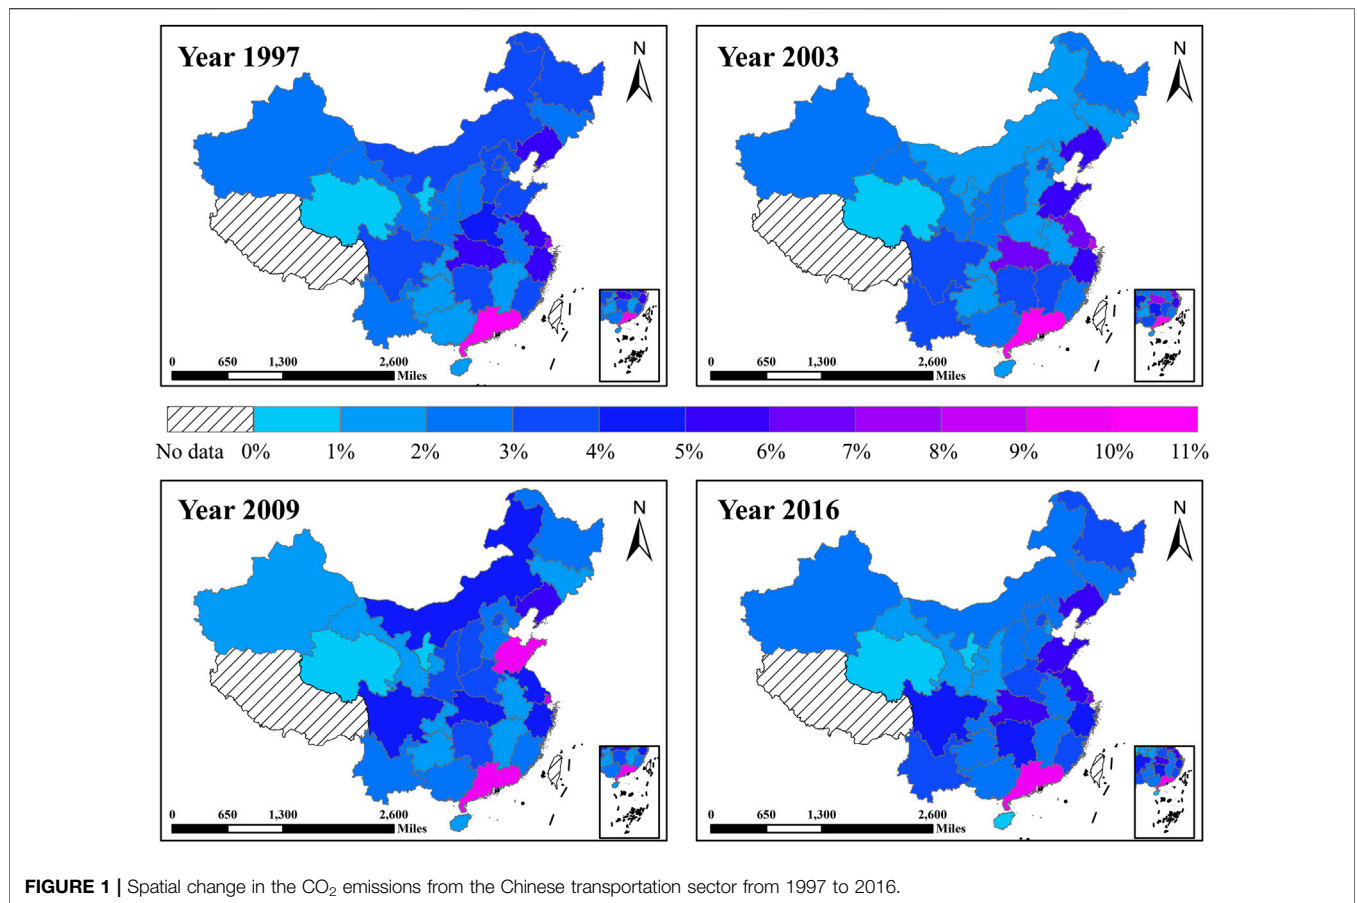 Year 1997
N
0 650 1,300 2,600
Miles
Year 2003
N
0 650 1,300 2,600
Miles
No data 0% 1% 2% 3% 4% 5% 6% 7% 8% 9% 10% 11%
Year 2009
N
0 650 1,300 2,600
Miles
Year 2016
N
0 650 1,300 2,600
Miles
FIGURE 1 | Spatial change in the CO₂ emissions from the Chinese transportation sector from 1997 to 2016.